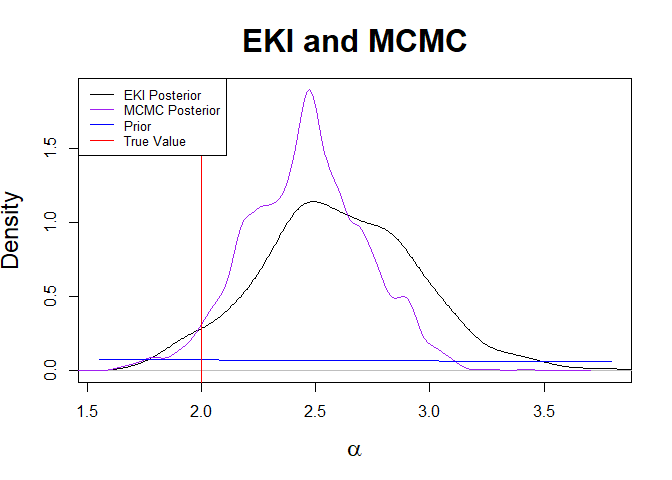 EKI and MCMC
EKI Posterior
MCMC Posterior
Prior
True Value
Density
0.0
0.5
1.0
1.5
1.5
2.0
2.5
3.0
3.5
α